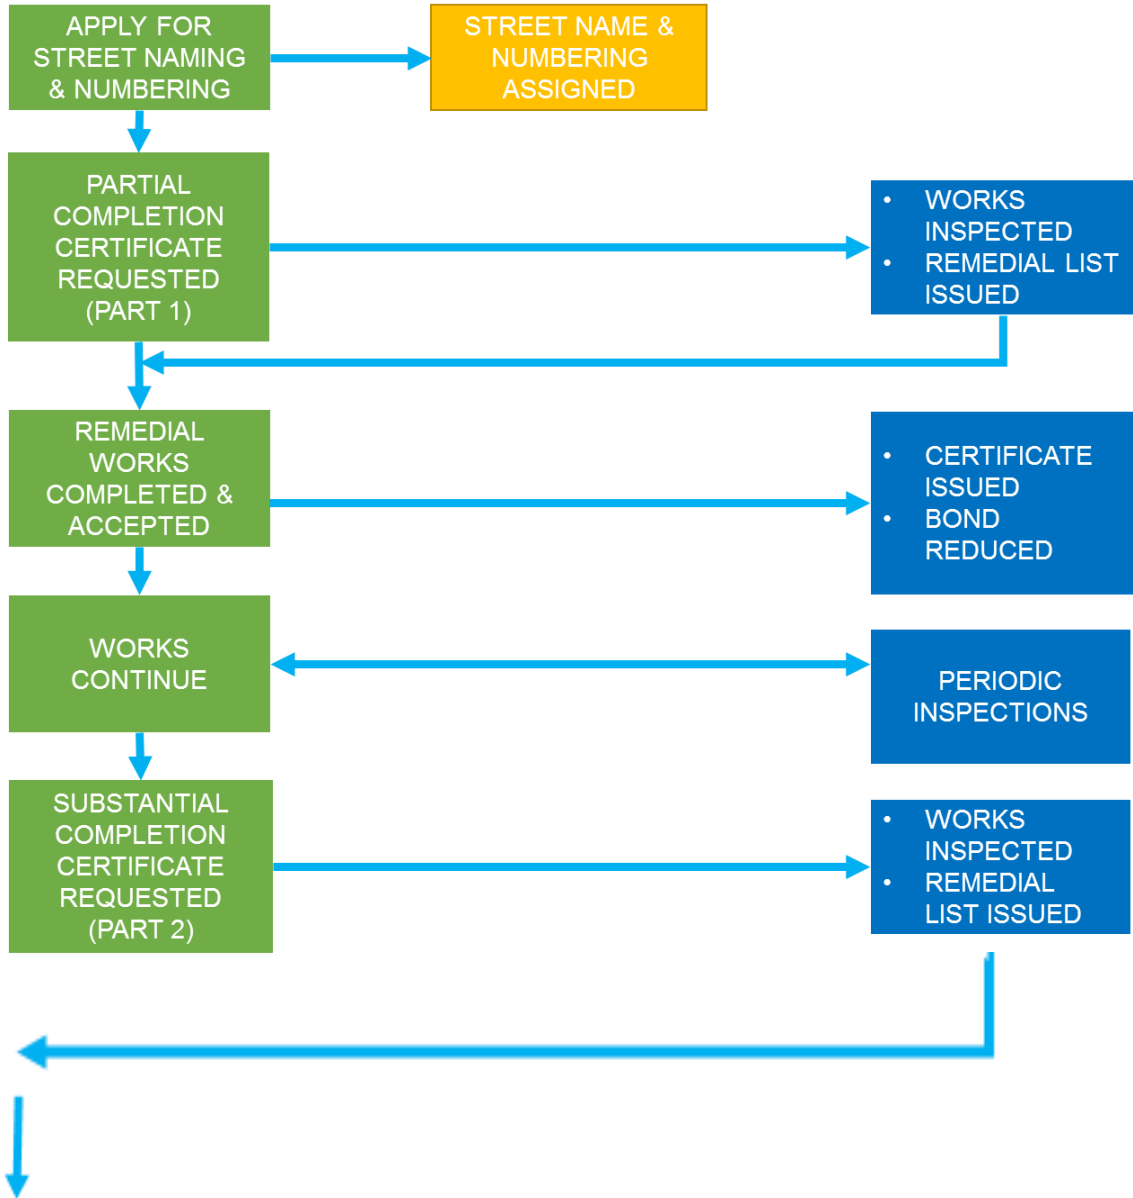 APPLY FOR
STREET NAMING
& NUMBERING
STREET NAME &
NUMBERING
ASSIGNED
PARTIAL
COMPLETION
CERTIFICATE
REQUESTED
(PART 1)
• WORKS
INSPECTED
• REMEDIAL LIST
ISSUED
REMEDIAL
WORKS
COMPLETED &
ACCEPTED
• CERTIFICATE
ISSUED
• BOND
REDUCED
WORKS
CONTINUE
PERIODIC
INSPECTIONS
SUBSTANTIAL
COMPLETION
CERTIFICATE
REQUESTED
(PART 2)
• WORKS
INSPECTED
• REMEDIAL
LIST ISSUED